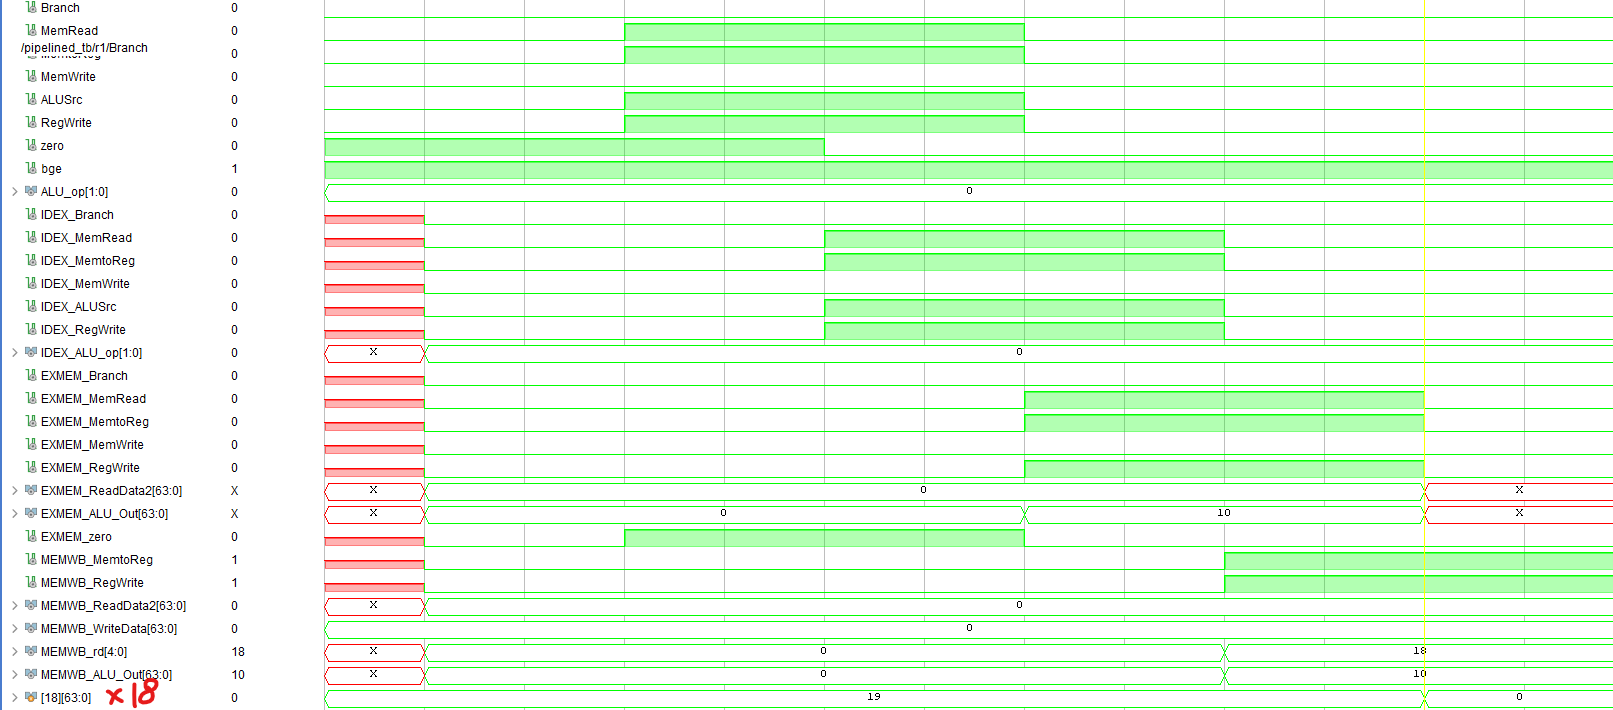 Branch 0
MemRead 0
/pipelined_tb/r1/Branch
0
MemWrite 0
ALUSrc 0
RegWrite 0
zero 0
bge 1
ALU_op[1:0] 0 0
IDEX_Branch 0
IDEX_MemRead 0
IDEX_MemtoReg 0
IDEX_MemWrite 0
IDEX_ALUSrc 0
IDEX_RegWrite 0
IDEX_ALU_op[1:0] 0 X 0
EXMEM_Branch 0
EXMEM_MemRead 0
EXMEM_MemtoReg 0
EXMEM_MemWrite 0
EXMEM_RegWrite 0
EXMEM_ReadData2[63:0] X X 0 X
EXMEM_ALU_Out[63:0] X X 0 10 X
EXMEM_zero 0
MEMWB_MemtoReg 1
MEMWB_RegWrite 1
MEMWB_ReadData2[63:0] 0 X 0
MEMWB_WriteData[63:0] 0 0
MEMWB_rd[4:0] 18 X 0 18
MEMWB_ALU_Out[63:0] 10 X 0 10
[18][63:0] x18 0 19 0